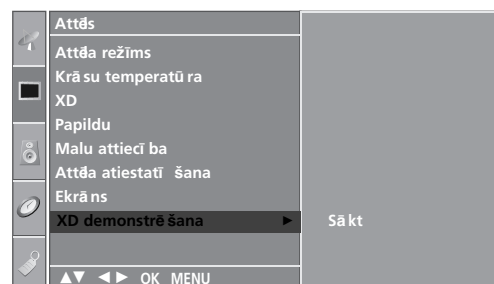 Attēls
Attēla režīms
Krāsu temperatūra
XD
Papildu
Malu attiecība
Attēla atiestatīšana
Ekrāns
XD demonstrēšana ► Sākt
▲▼ ◄► OK MENU